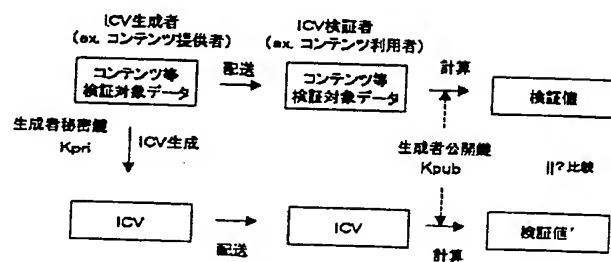 ICV生成者
(ex. コンテンツ提供者)
ICV検証者
(ex. コンテンツ利用者)
コンテンツ等
検証対象データ
配送
コンテンツ等
検証対象データ
計算
検証値
生成者秘密鍵
Kpri
ICV生成
生成者公開鍵
Kpub
||?比較
ICV
配送
ICV
計算
検証値'